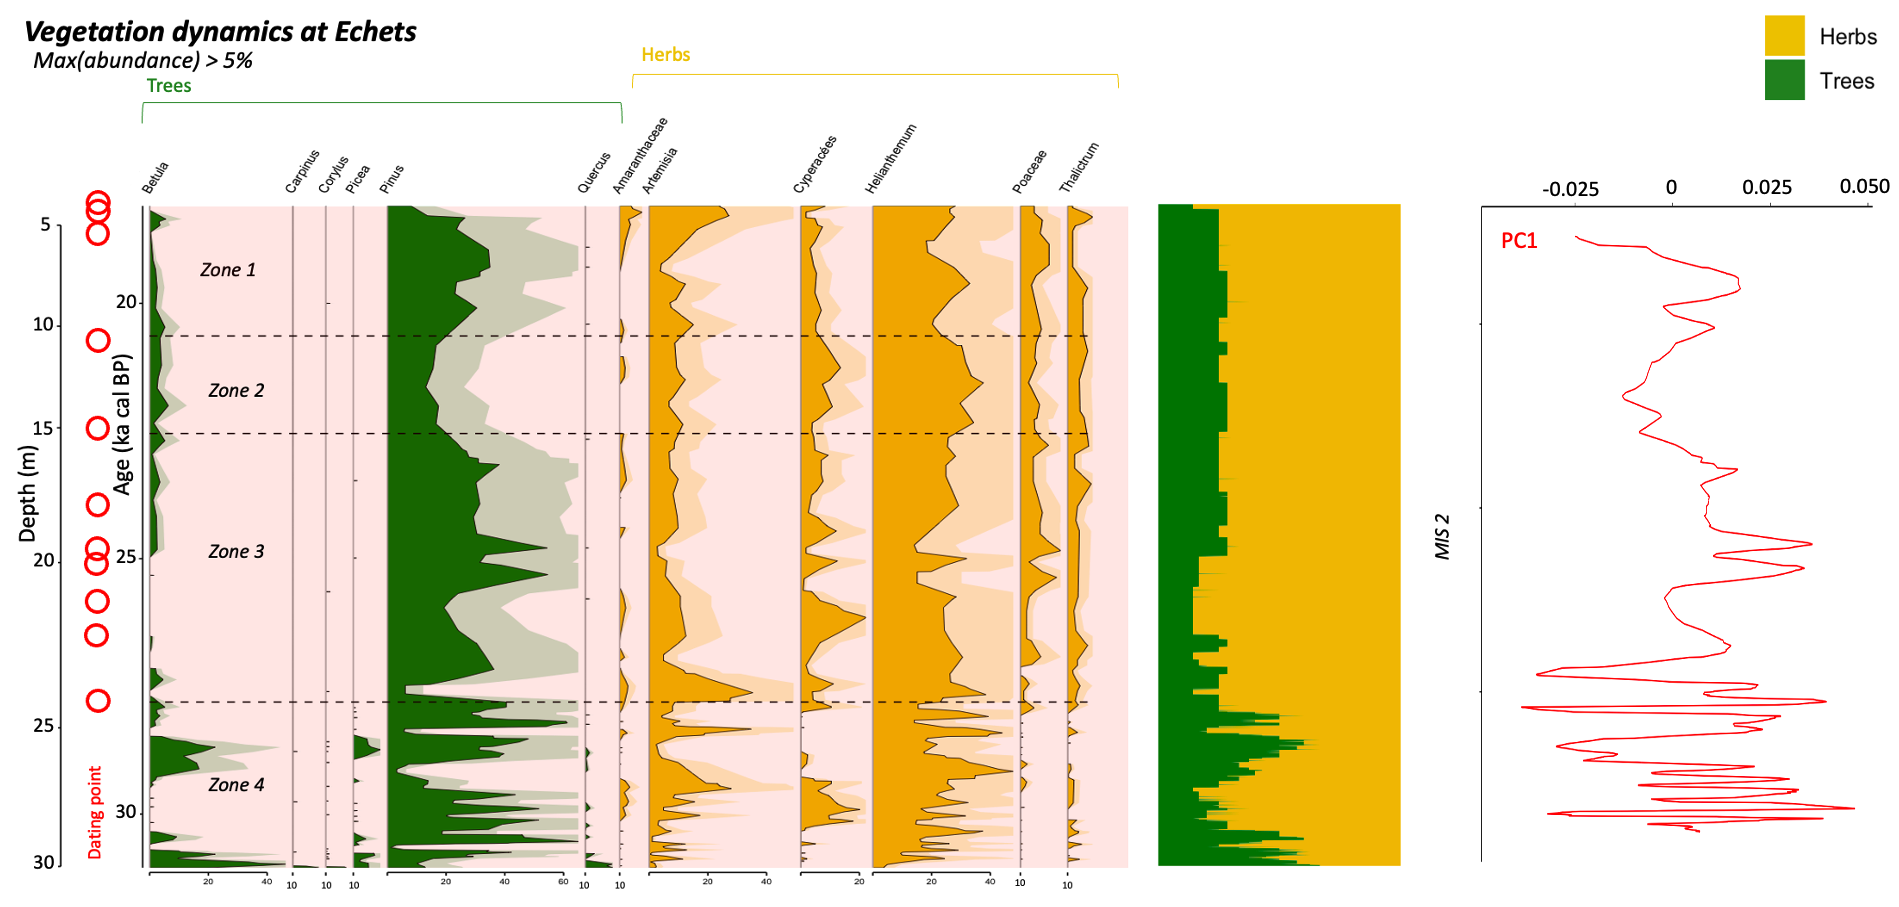 Vegetation dynamics at Echets
Max(abundance) > 5%
Herbs
Trees
Herbs
Trees
Betula
Carpinus
Corylus
Picea
Pinus
Quercus
Amaranthaceae
Artemisia
Cyperacées
Helianthemum
Poaceae
Thalictrum
-0.025 0 0.025 0.050
PC1
5
10
15
20
25
30
Depth (m)
20
25
30
Age (ka cal BP)
Dating point
Zone 1
Zone 2
Zone 3
Zone 4
MIS 2
20 40 10 10 10 20 40 60 10 10 20 40 20 20 40 10 10